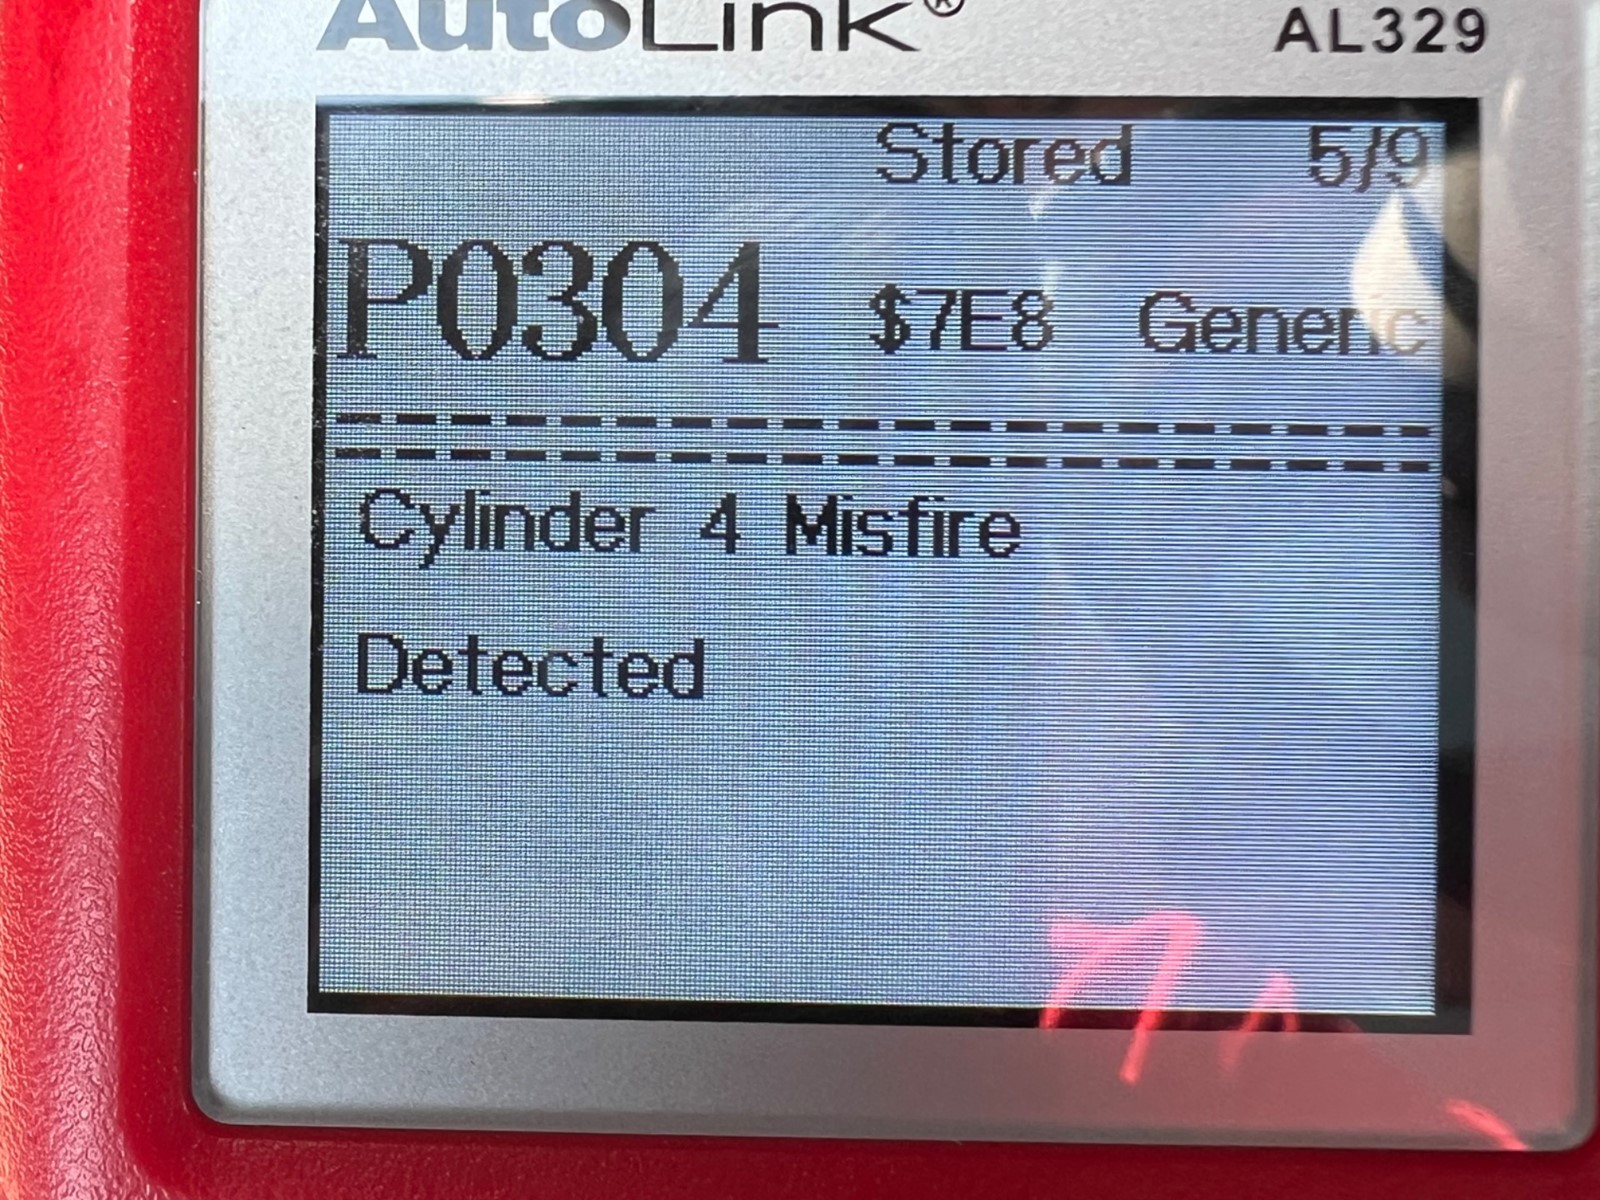 AutoLink® AL329
Stored 5/9
P0304 $7E8 Generic
Cylinder 4 Misfire
Detected